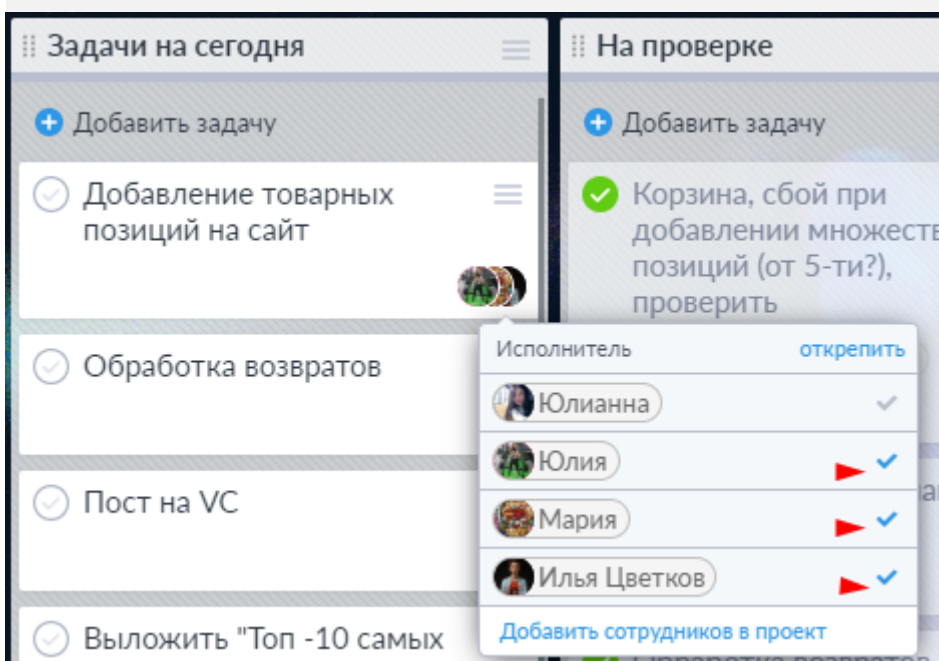 Задачи на сегодня
Добавить задачу
Добавление товарных
позиций на сайт
Обработка возвратов
Пост на VC
Выложить "Топ -10 самых
На проверке
Добавить задачу
Корзина, сбой при
добавлении множеств
позиций (от 5-ти?),
проверить
Исполнитель открепить
Юлианна
Юлия
Мария
Илья Цветков
Добавить сотрудников в проект